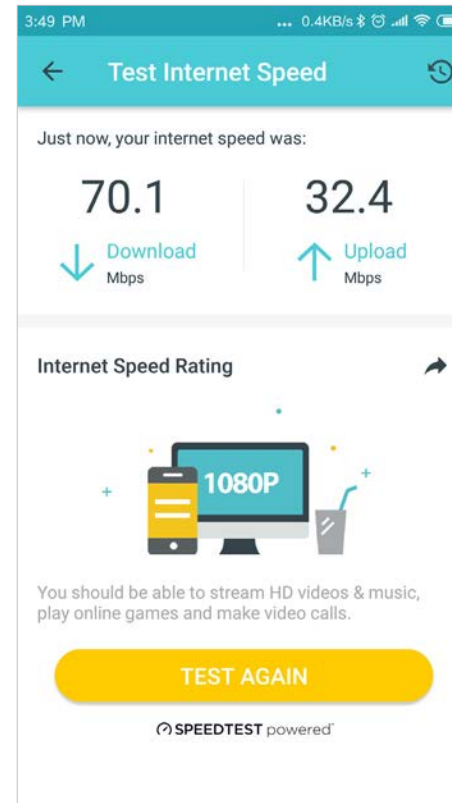 3:49 PM ... 0.4KB/s
Test Internet Speed
Just now, your internet speed was:
70.1 32.4
Download Upload
Mbps Mbps
Internet Speed Rating
1080P
You should be able to stream HD videos & music,
play online games and make video calls.
TEST AGAIN
SPEEDTEST powered